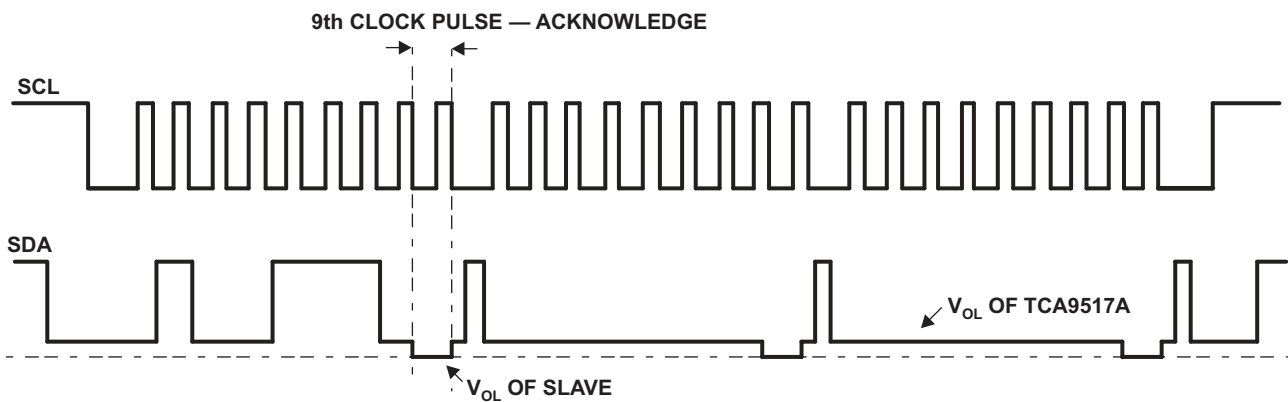 9th CLOCK PULSE — ACKNOWLEDGE
SCL
SDA
VOL OF TCA9517A
VOL OF SLAVE